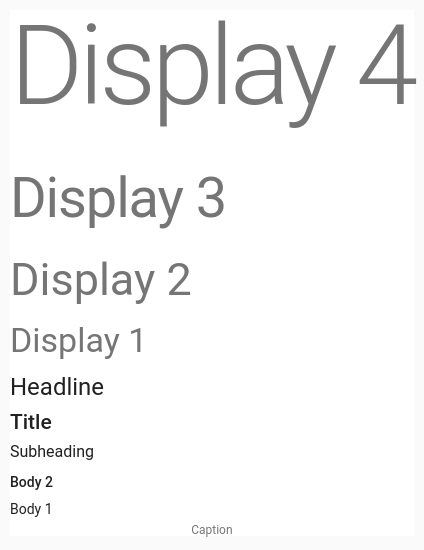 Display 4
Display 3
Display 2
Display 1
Headline
Title
Subheading
Body 2
Body 1
Caption